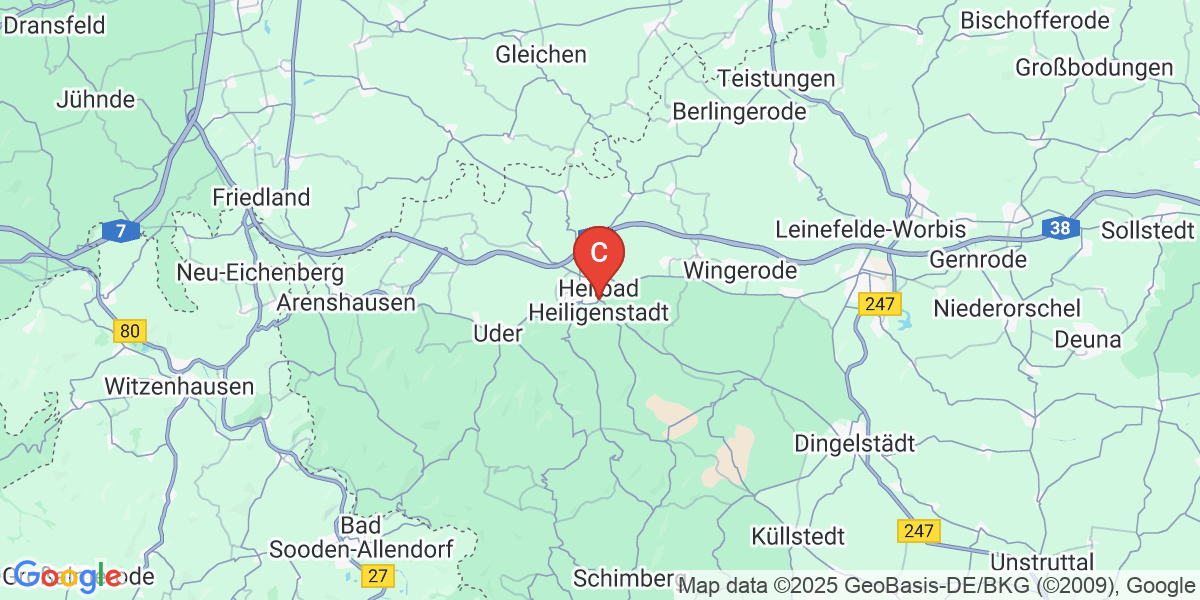 Dransfeld
Bischofferode
Gleichen
Großbodungen
Teistungen
Jühnde
Berlingerode
Friedland
7
Leinefelde-Worbis
38
Sollstedt
C
Gernrode
Neu-Eichenberg
Wingerode
Heilbad
Heiligenstadt
Arenshausen
247
Niederorschel
80
Uder
Deuna
Witzenhausen
Dingelstädt
Bad
Sooden-Allendorf
Küllstedt
247
Unstruttal
27
Schimberg
Google
Map data ©2025 GeoBasis-DE/BKG (©2009), Google